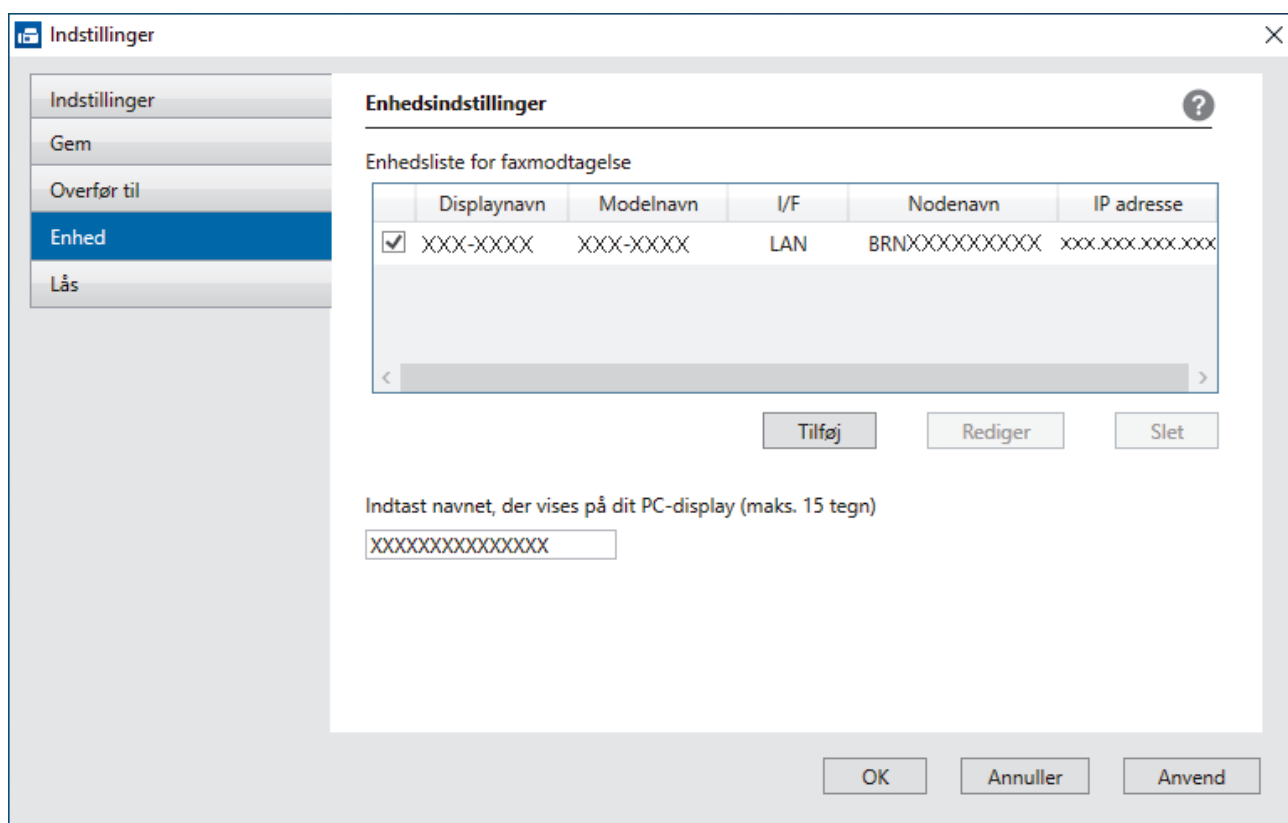 Indstillinger
Indstillinger
Gem
Overfør til
Enhed
Lås
Enhedsindstillinger
?
Enhedsliste for faxmodtagelse
Displaynavn Modelnavn I/F Nodenavn IP adresse
XXX-XXXX XXX-XXXX LAN BRNXXXXXXXXX XXX.XXX.XXX.XXX
Tilføj Rediger Slet
Indtast navnet, der vises på dit PC-display (maks. 15 tegn)
XXXXXXXXXXXXXXX
OK Annuller Anvend